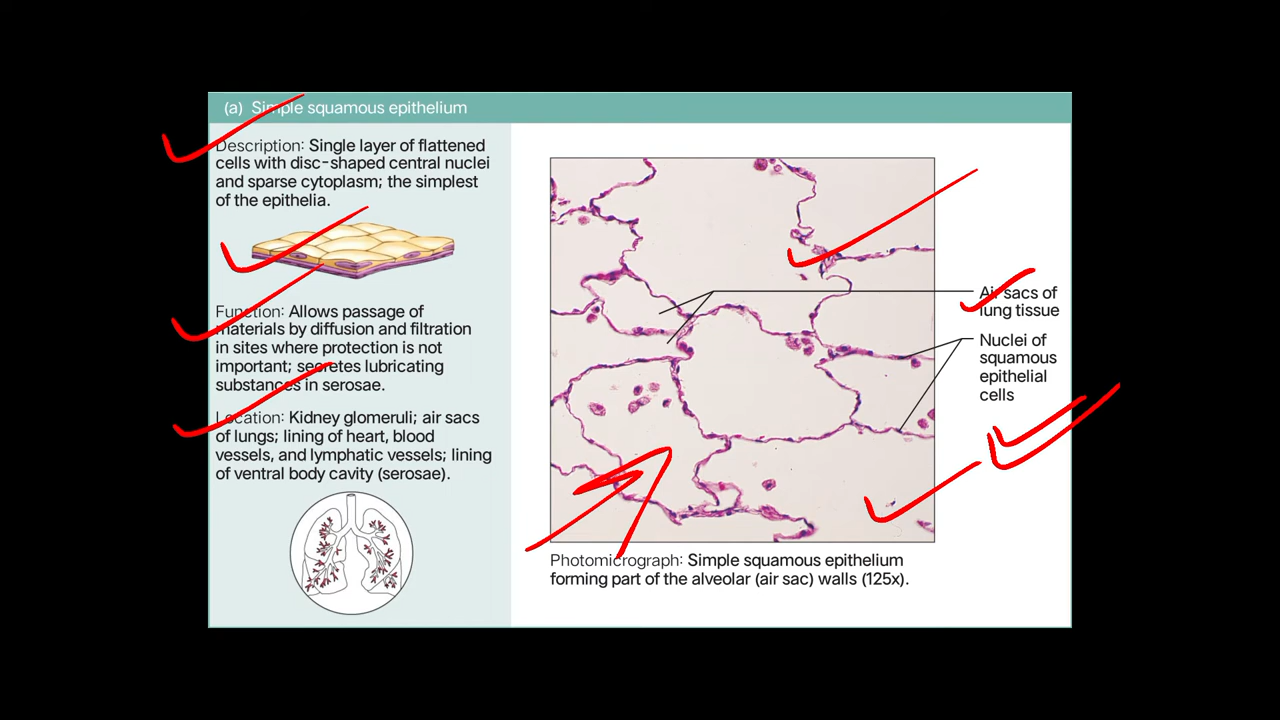 (a) Simple squamous epithelium
Description: Single layer of flattened
cells with disc-shaped central nuclei
and sparse cytoplasm; the simplest
of the epithelia.
Function: Allows passage of
materials by diffusion and filtration
in sites where protection is not
important; secretes lubricating
substances in serosae.
Location: Kidney glomeruli; air sacs
of lungs; lining of heart, blood
vessels, and lymphatic vessels; lining
of ventral body cavity (serosae).
Air sacs of
lung tissue
Nuclei of
squamous
epithelial
cells
Photomicrograph: Simple squamous epithelium
forming part of the alveolar (air sac) walls (125x).